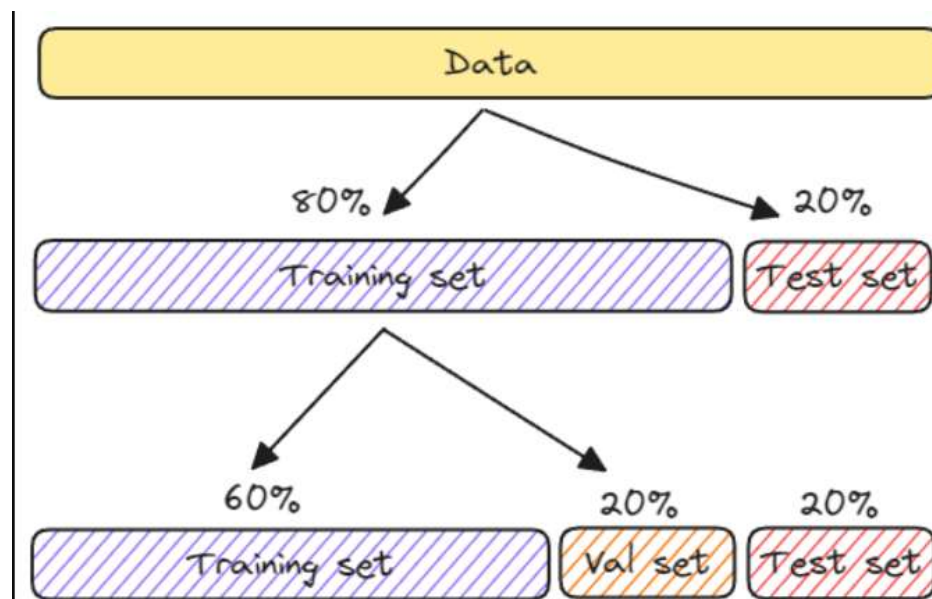 Data
80% 20%
Training set Test set
60% 20% 20%
Training set Val set Test set